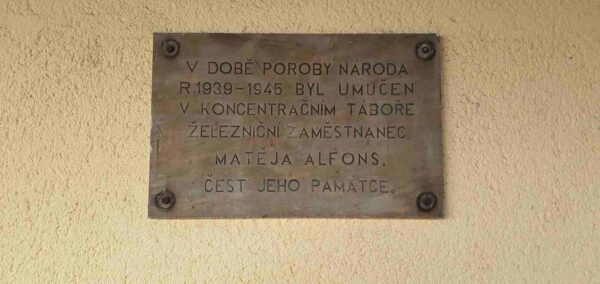 V DOBĚ POROBY NÁRODA
R. 1939-1945, BYL UMUČEN
V KONCENTRAČNÍM TÁBOŘE
ŽELEZNIČNÍ ZAMĚSTNANEC,
MATĚJA ALFONS.
ČEST JEHO PAMÁTCE.